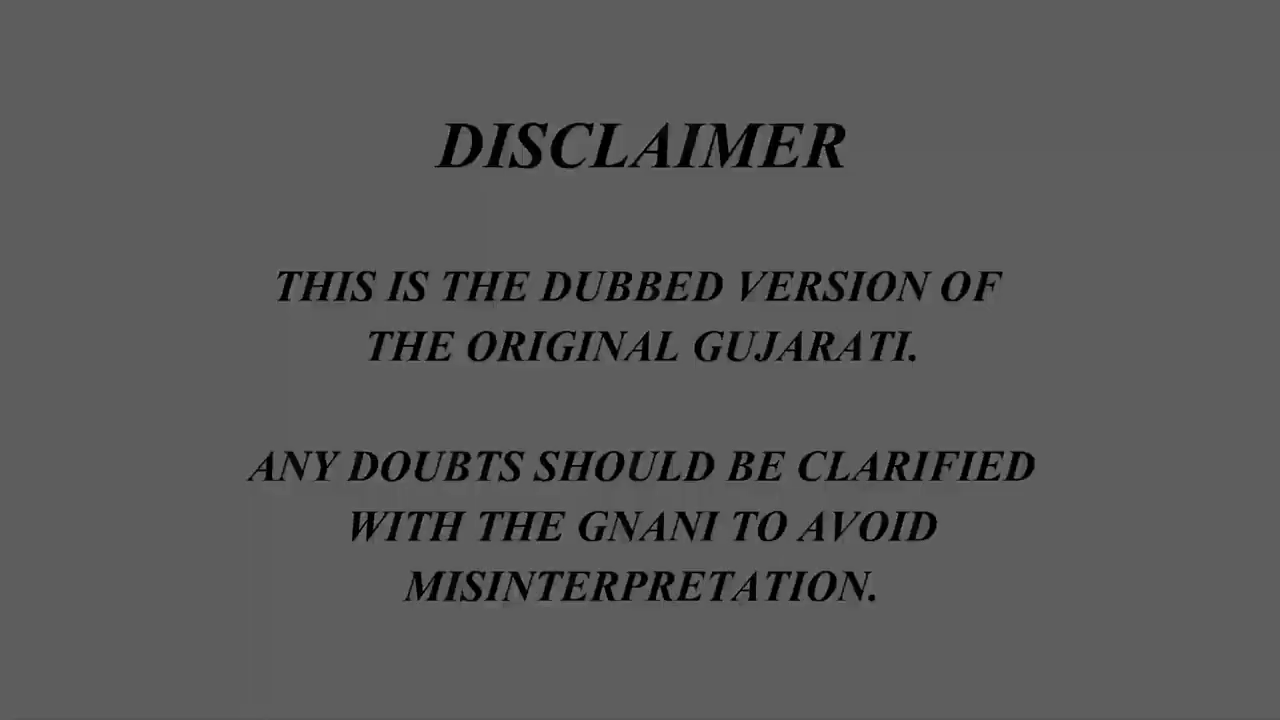 DISCLAIMER
THIS IS THE DUBBED VERSION OF
THE ORIGINAL GUJARATI.
ANY DOUBTS SHOULD BE CLARIFIED
WITH THE GNANI TO AVOID
MISINTERPRETATION.